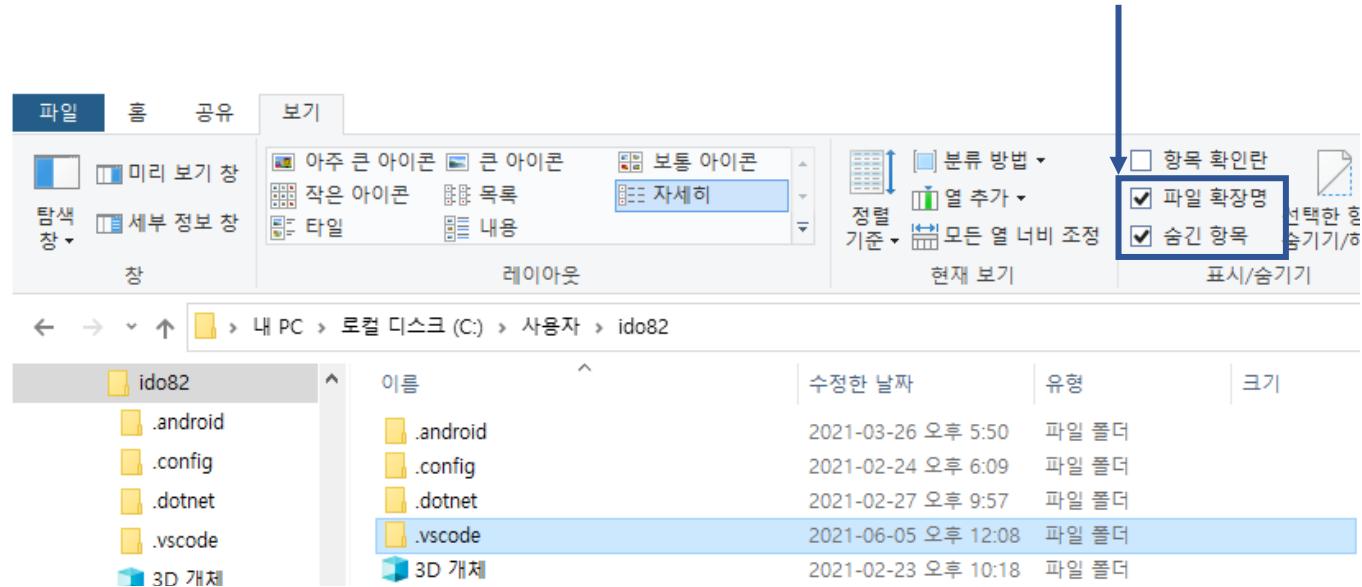 파일 홈 공유 보기
미리 보기 창 아주 큰 아이콘 큰 아이콘 보통 아이콘 분류 방법 항목 확인란
작은 아이콘 목록 자세히 열 추가 파일 확장명
탐색 창 세부 정보 창 타일 내용 정렬 기준 모든 열 너비 조정 숨긴 항목 선택한
창 레이아웃 현재 보기 표시/숨기기
내 PC > 로컬 디스크 (C:) > 사용자 > ido82
ido82 이름 수정한 날짜 유형 크기
.android .android 2021-03-26 오후 5:50 파일 폴더
.config .config 2021-02-24 오후 6:09 파일 폴더
.dotnet .dotnet 2021-02-27 오후 9:57 파일 폴더
.vscode .vscode 2021-06-05 오후 12:08 파일 폴더
3D 개체 3D 개체 2021-02-23 오후 10:18 파일 폴더